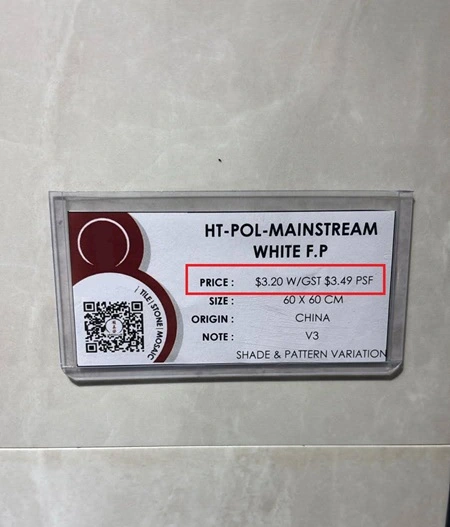 HT-POL-MAINSTREAM
WHITE F.P
PRICE : $3.20 W/GST $3.49 PSF
SIZE : 60 X 60 CM
ORIGIN : CHINA
NOTE : V3
SHADE & PATTERN VARIATION
TILE | STONE | MOSAIC